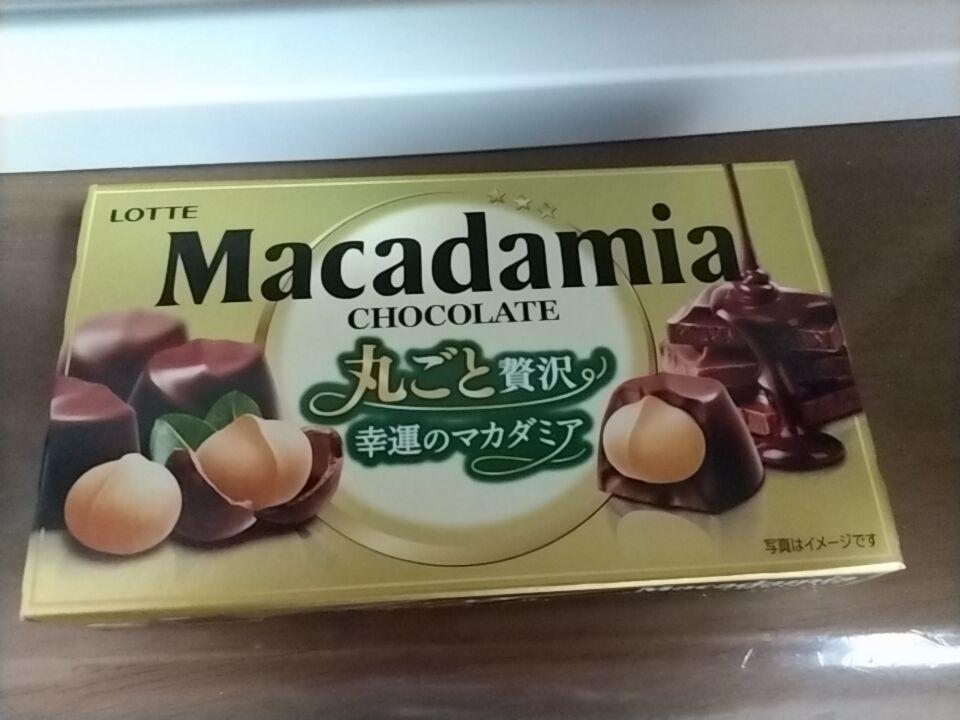 LOTTE
Macadamia
CHOCOLATE
丸ごと贅沢
幸運のマカダミア
写真はイメージです
Macadamia